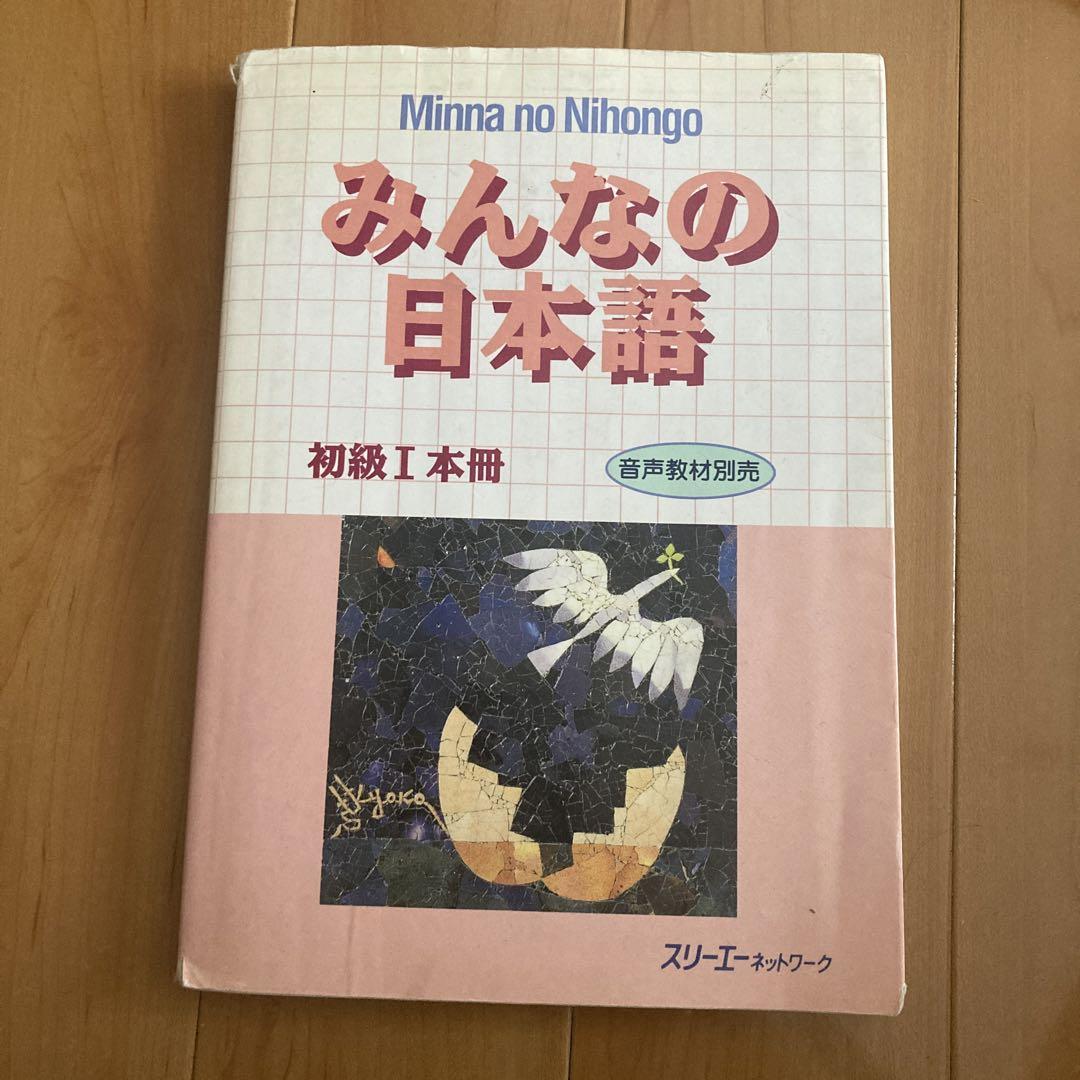 Minna no Nihongo
みんなの
日本語
初級I 本冊
音声教材別売
Kyoko
スリーエーネットワーク